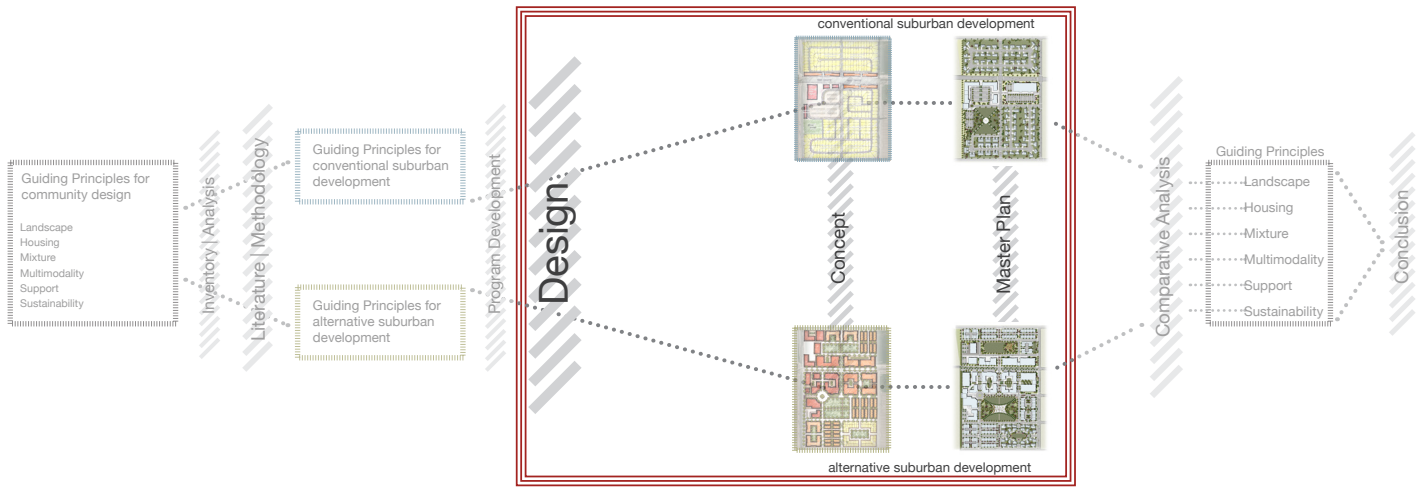 Guiding Principles for
community design
Landscape
Housing
Mixture
Multimodality
Support
Sustainability
Inventory | Analysis
Literature | Methodology
Guiding Principles for
conventional suburban
development
Guiding Principles for
alternative suburban
development
Program Development
Design
conventional suburban development
Concept
Master Plan
alternative suburban development
Comparative Analysis
Guiding Principles
Landscape
Housing
Mixture
Multimodality
Support
Sustainability
Conclusion